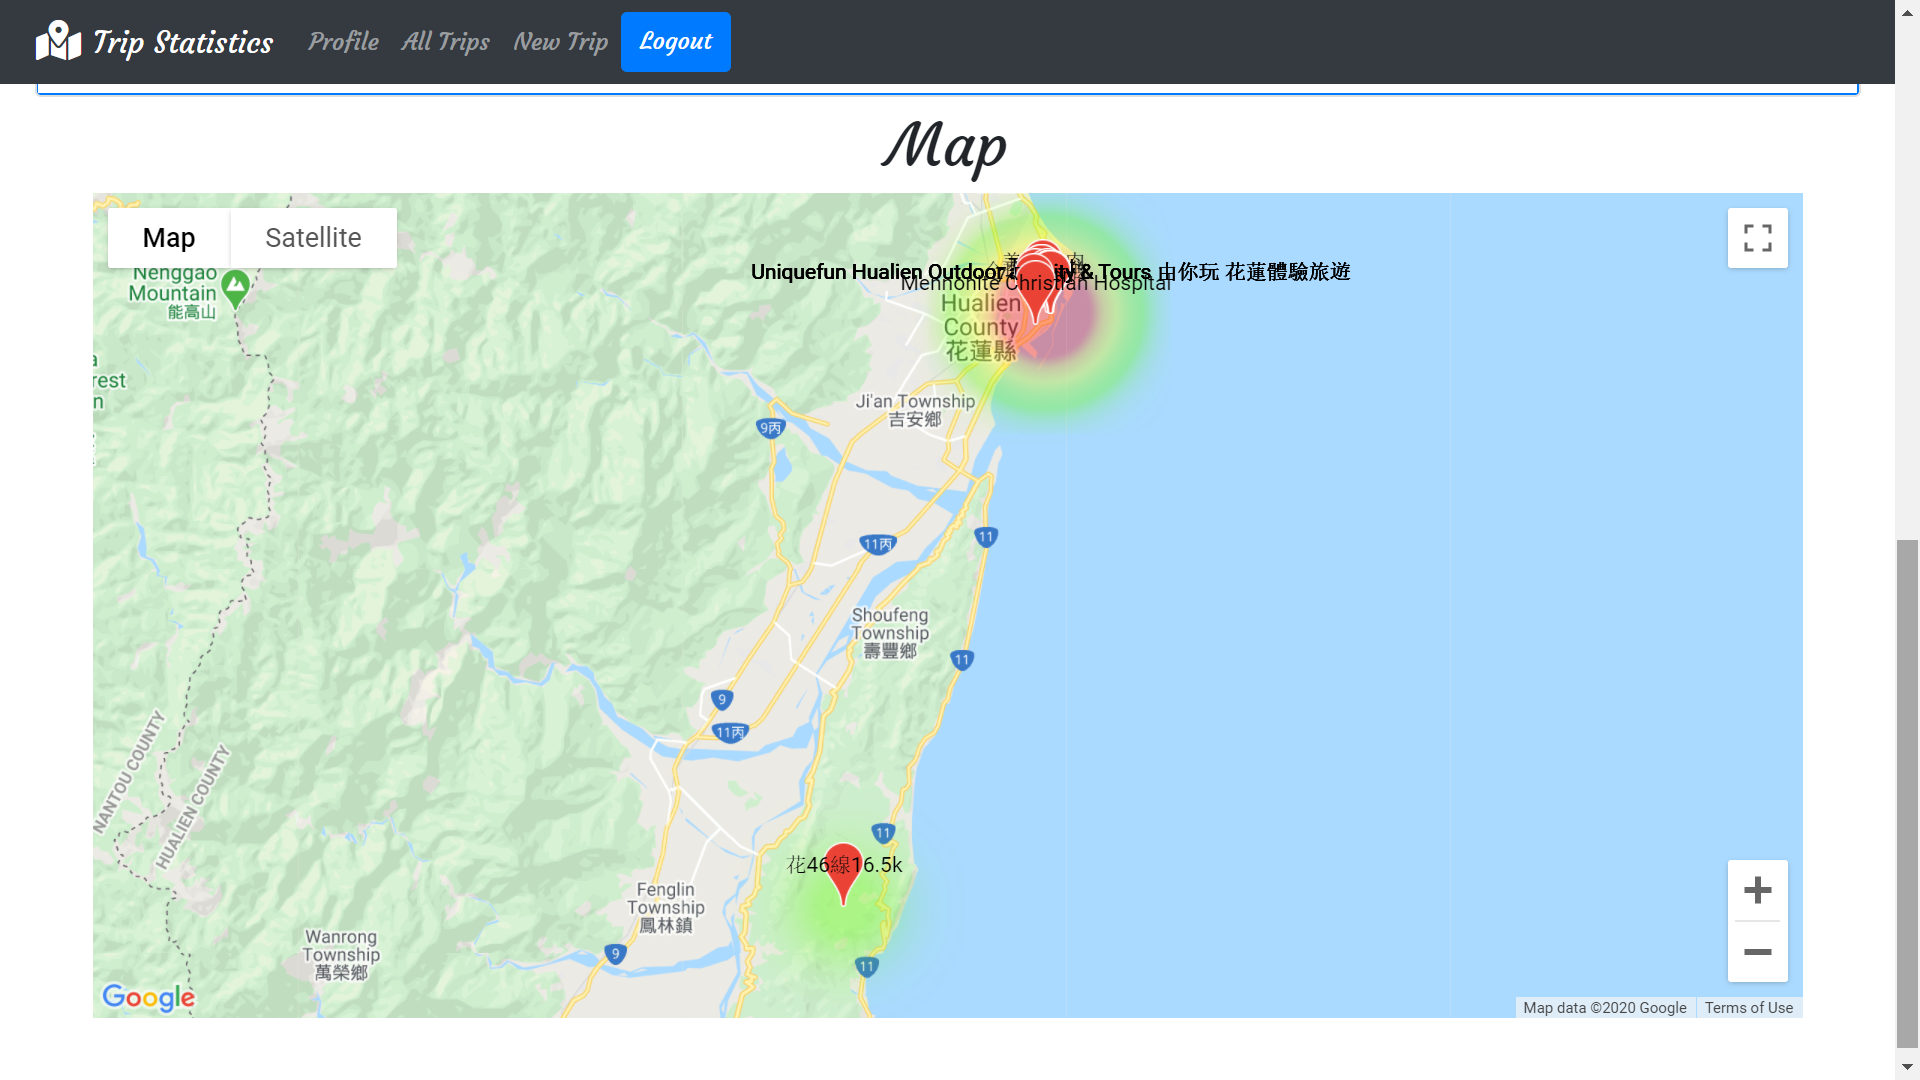 Trip Statistics
Profile
All Trips
New Trip
Logout
Map
Map
Satellite
Nenggao
Mountain
能高山
Uniquefun Hualien Outdoor & Tours 由你玩 花蓮體驗旅遊
Mennonite Christian Hospital
Hualien
County
花蓮縣
rest
Ji'an Township
吉安鄉
9丙
11丙
11
Shoufeng
Township
壽豐鄉
11
9
11丙
NANTOU COUNTY
HUALIEN COUNTY
11
花46線16.5k
Fenglin
Township
鳳林鎮
Wanrong
Township
萬榮鄉
9
11
Google
Map data ©2020 Google
Terms of Use